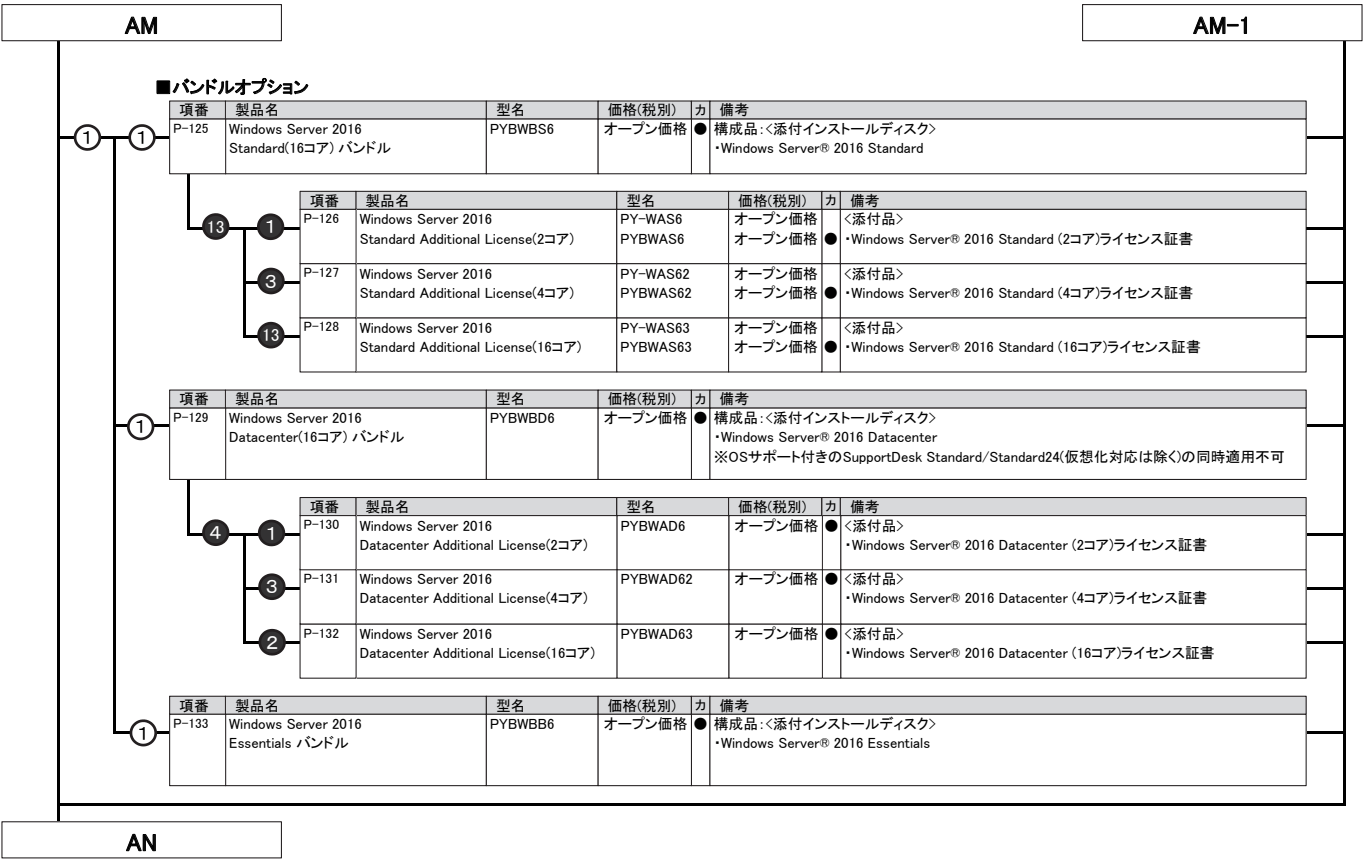 AM
AM-1
■バンドルオプション
項番 製品名 型名 価格(税別) カ 備考
① ① P-125 Windows Server 2016 PYBWBS6 オープン価格 ● 構成品:<添付インストールディスク>
Standard(16コア) バンドル ・Windows Server® 2016 Standard
項番 製品名 型名 価格(税別) カ 備考
⓭ ❶ P-126 Windows Server 2016 PY-WAS6 オープン価格 <添付品>
Standard Additional License(2コア) PYBWAS6 オープン価格 ● ・Windows Server® 2016 Standard (2コア)ライセンス証書
❸ P-127 Windows Server 2016 PY-WAS62 オープン価格 <添付品>
Standard Additional License(4コア) PYBWAS62 オープン価格 ● ・Windows Server® 2016 Standard (4コア)ライセンス証書
⓭ P-128 Windows Server 2016 PY-WAS63 オープン価格 <添付品>
Standard Additional License(16コア) PYBWAS63 オープン価格 ● ・Windows Server® 2016 Standard (16コア)ライセンス証書
項番 製品名 型名 価格(税別) カ 備考
① P-129 Windows Server 2016 PYBWBD6 オープン価格 ● 構成品:<添付インストールディスク>
Datacenter(16コア) バンドル ・Windows Server® 2016 Datacenter
※OSサポート付きのSupportDesk Standard/Standard24(仮想化対応は除く)の同時適用不可
項番 製品名 型名 価格(税別) カ 備考
❹ ❶ P-130 Windows Server 2016 PYBWAD6 オープン価格 ● <添付品>
Datacenter Additional License(2コア) ・Windows Server® 2016 Datacenter (2コア)ライセンス証書
❸ P-131 Windows Server 2016 PYBWAD62 オープン価格 ● <添付品>
Datacenter Additional License(4コア) ・Windows Server® 2016 Datacenter (4コア)ライセンス証書
❷ P-132 Windows Server 2016 PYBWAD63 オープン価格 ● <添付品>
Datacenter Additional License(16コア) ・Windows Server® 2016 Datacenter (16コア)ライセンス証書
項番 製品名 型名 価格(税別) カ 備考
① P-133 Windows Server 2016 PYBWBB6 オープン価格 ● 構成品:<添付インストールディスク>
Essentials バンドル ・Windows Server® 2016 Essentials
AN